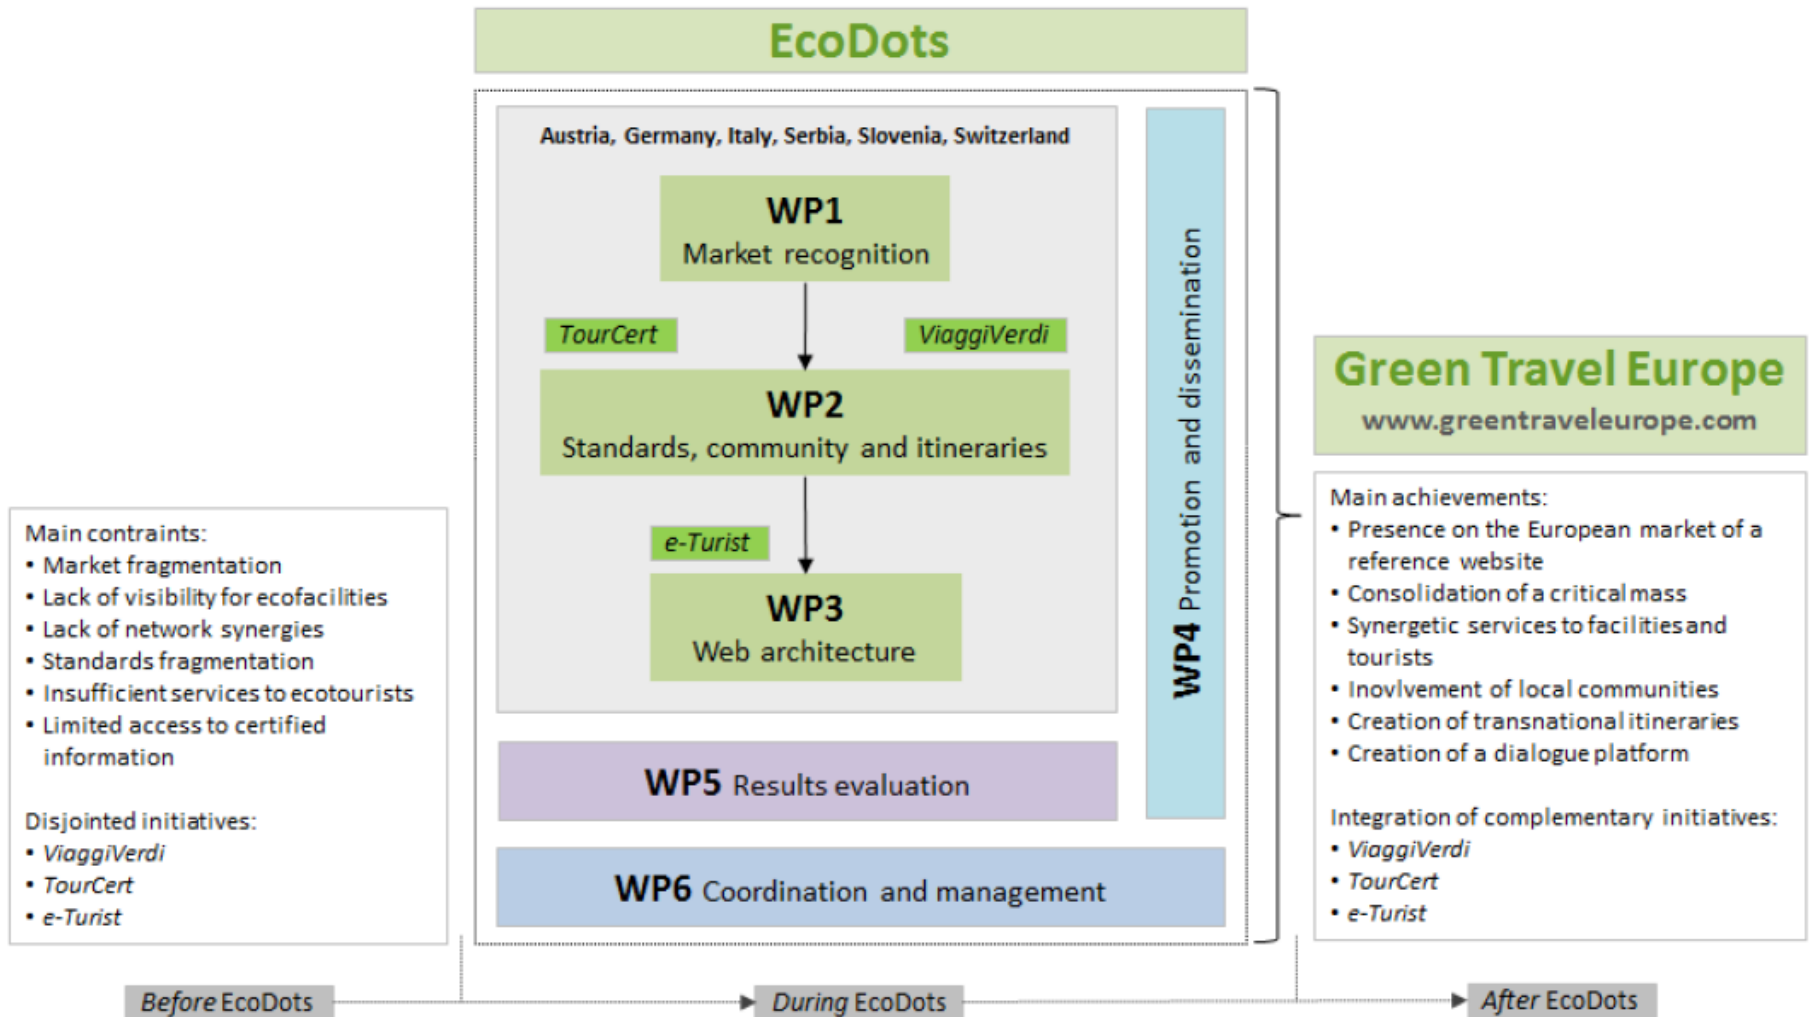 EcoDots
Austria, Germany, Italy, Serbia, Slovenia, Switzerland
WP1
Market recognition
TourCert
ViaggiVerdi
WP2
Standards, community and itineraries
e-Turist
WP3
Web architecture
WP4 Promotion and dissemination
WP5 Results evaluation
WP6 Coordination and management
Main contraints:
• Market fragmentation
• Lack of visibility for ecofacilities
• Lack of network synergies
• Standards fragmentation
• Insufficient services to ecotourists
• Limited access to certified
information
Disjointed initiatives:
• ViaggiVerdi
• TourCert
• e-Turist
Green Travel Europe
www.greentraveleurope.com
Main achievements:
• Presence on the European market of a
reference website
• Consolidation of a critical mass
• Synergetic services to facilities and
tourists
• Inovlvement of local communities
• Creation of transnational itineraries
• Creation of a dialogue platform
Integration of complementary initiatives:
• ViaggiVerdi
• TourCert
• e-Turist
Before EcoDots
During EcoDots
After EcoDots